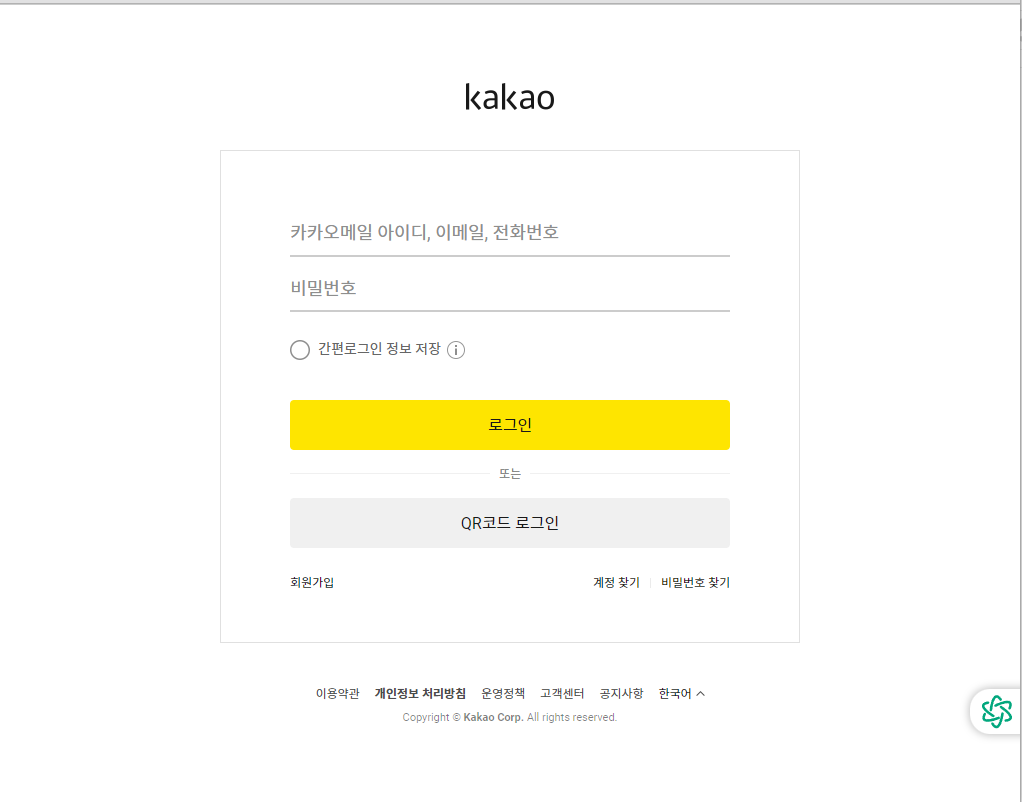 kakao
카카오메일 아이디, 이메일, 전화번호
비밀번호
간편로그인 정보 저장
로그인
또는
QR코드 로그인
회원가입 계정 찾기 비밀번호 찾기
이용약관 개인정보 처리방침 운영정책 고객센터 공지사항 한국어
Copyright © Kakao Corp. All rights reserved.